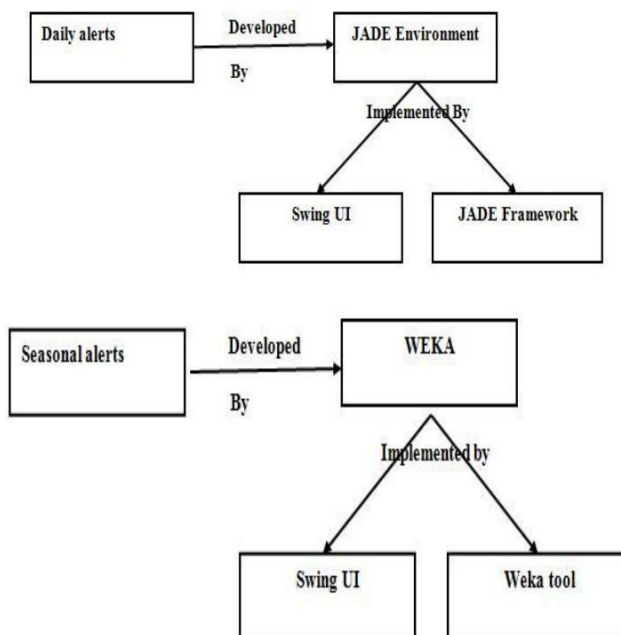 Daily alerts
Developed
By
JADE Environment
Implemented By
Swing UI
JADE Framework
Seasonal alerts
Developed
By
WEKA
Implemented by
Swing UI
Weka tool